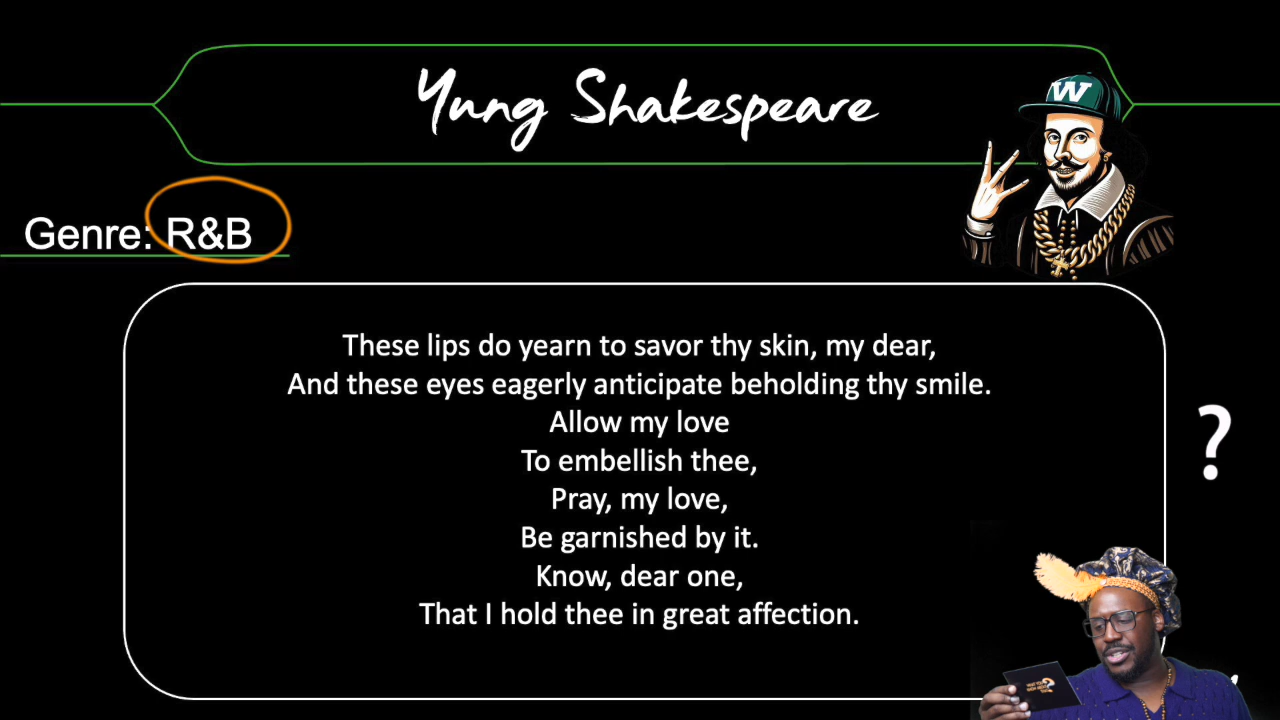 Yung Shakespeare
W
Genre: R&B
These lips do yearn to savor thy skin, my dear,
And these eyes eagerly anticipate beholding thy smile.
Allow my love
To embellish thee,
Pray, my love,
Be garnished by it.
Know, dear one,
That I hold thee in great affection.
?